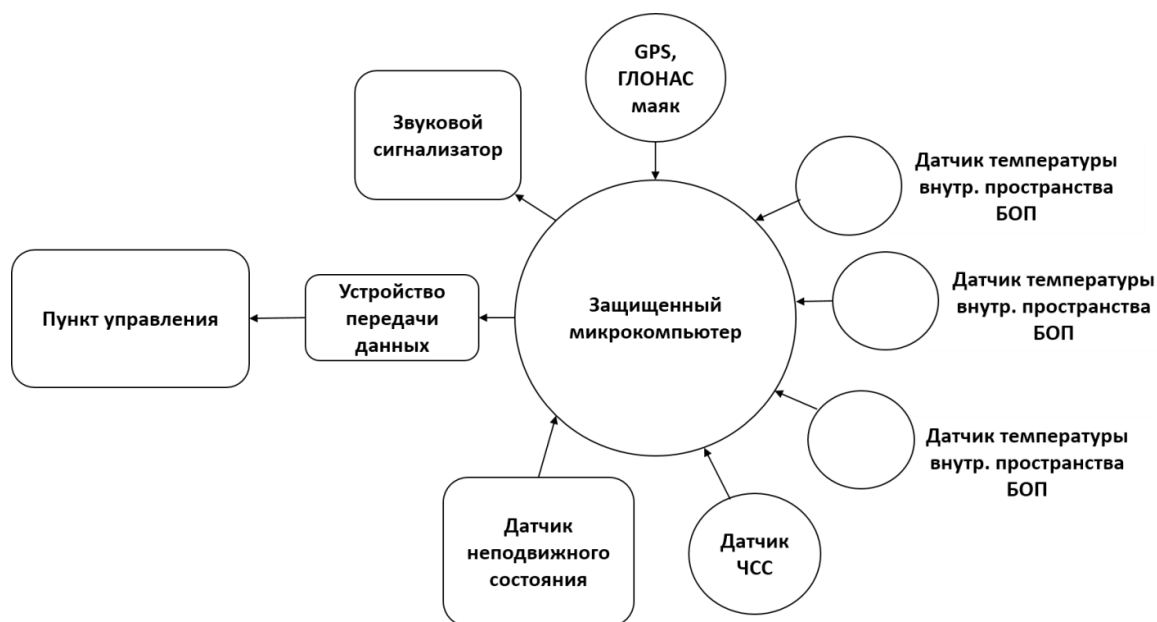 GPS,
ГЛОНАС
маяк
Звуковой
сигнализатор
Датчик температуры
внутр. пространства
БОП
Датчик температуры
внутр. пространства
БОП
Пункт управления
Устройство
передачи
данных
Защищенный
микрокомпьютер
Датчик температуры
внутр. пространства
БОП
Датчик
неподвижного
состояния
Датчик
ЧСС